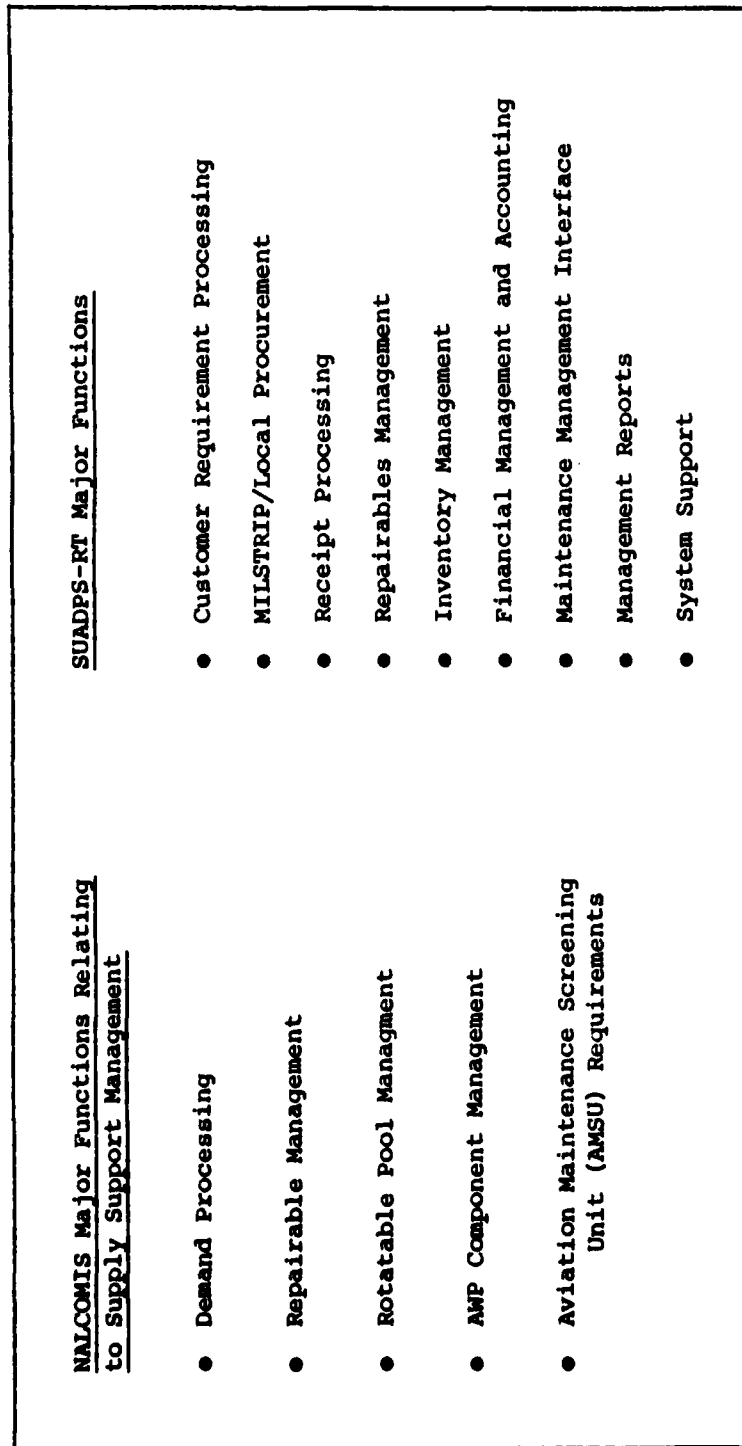 NALCOMIS Major Functions Relating
to Supply Support Management
● Demand Processing
● Repairable Management
● Rotatable Pool Managment
● AWP Component Management
● Aviation Maintenance Screening
Unit (AMSU) Requirements
SUADPS-RT Major Functions
● Customer Requirement Processing
● MILSTRIP/Local Procurement
● Receipt Processing
● Repairables Management
● Inventory Management
● Financial Management and Accounting
● Maintenance Management Interface
● Management Reports
● System Support